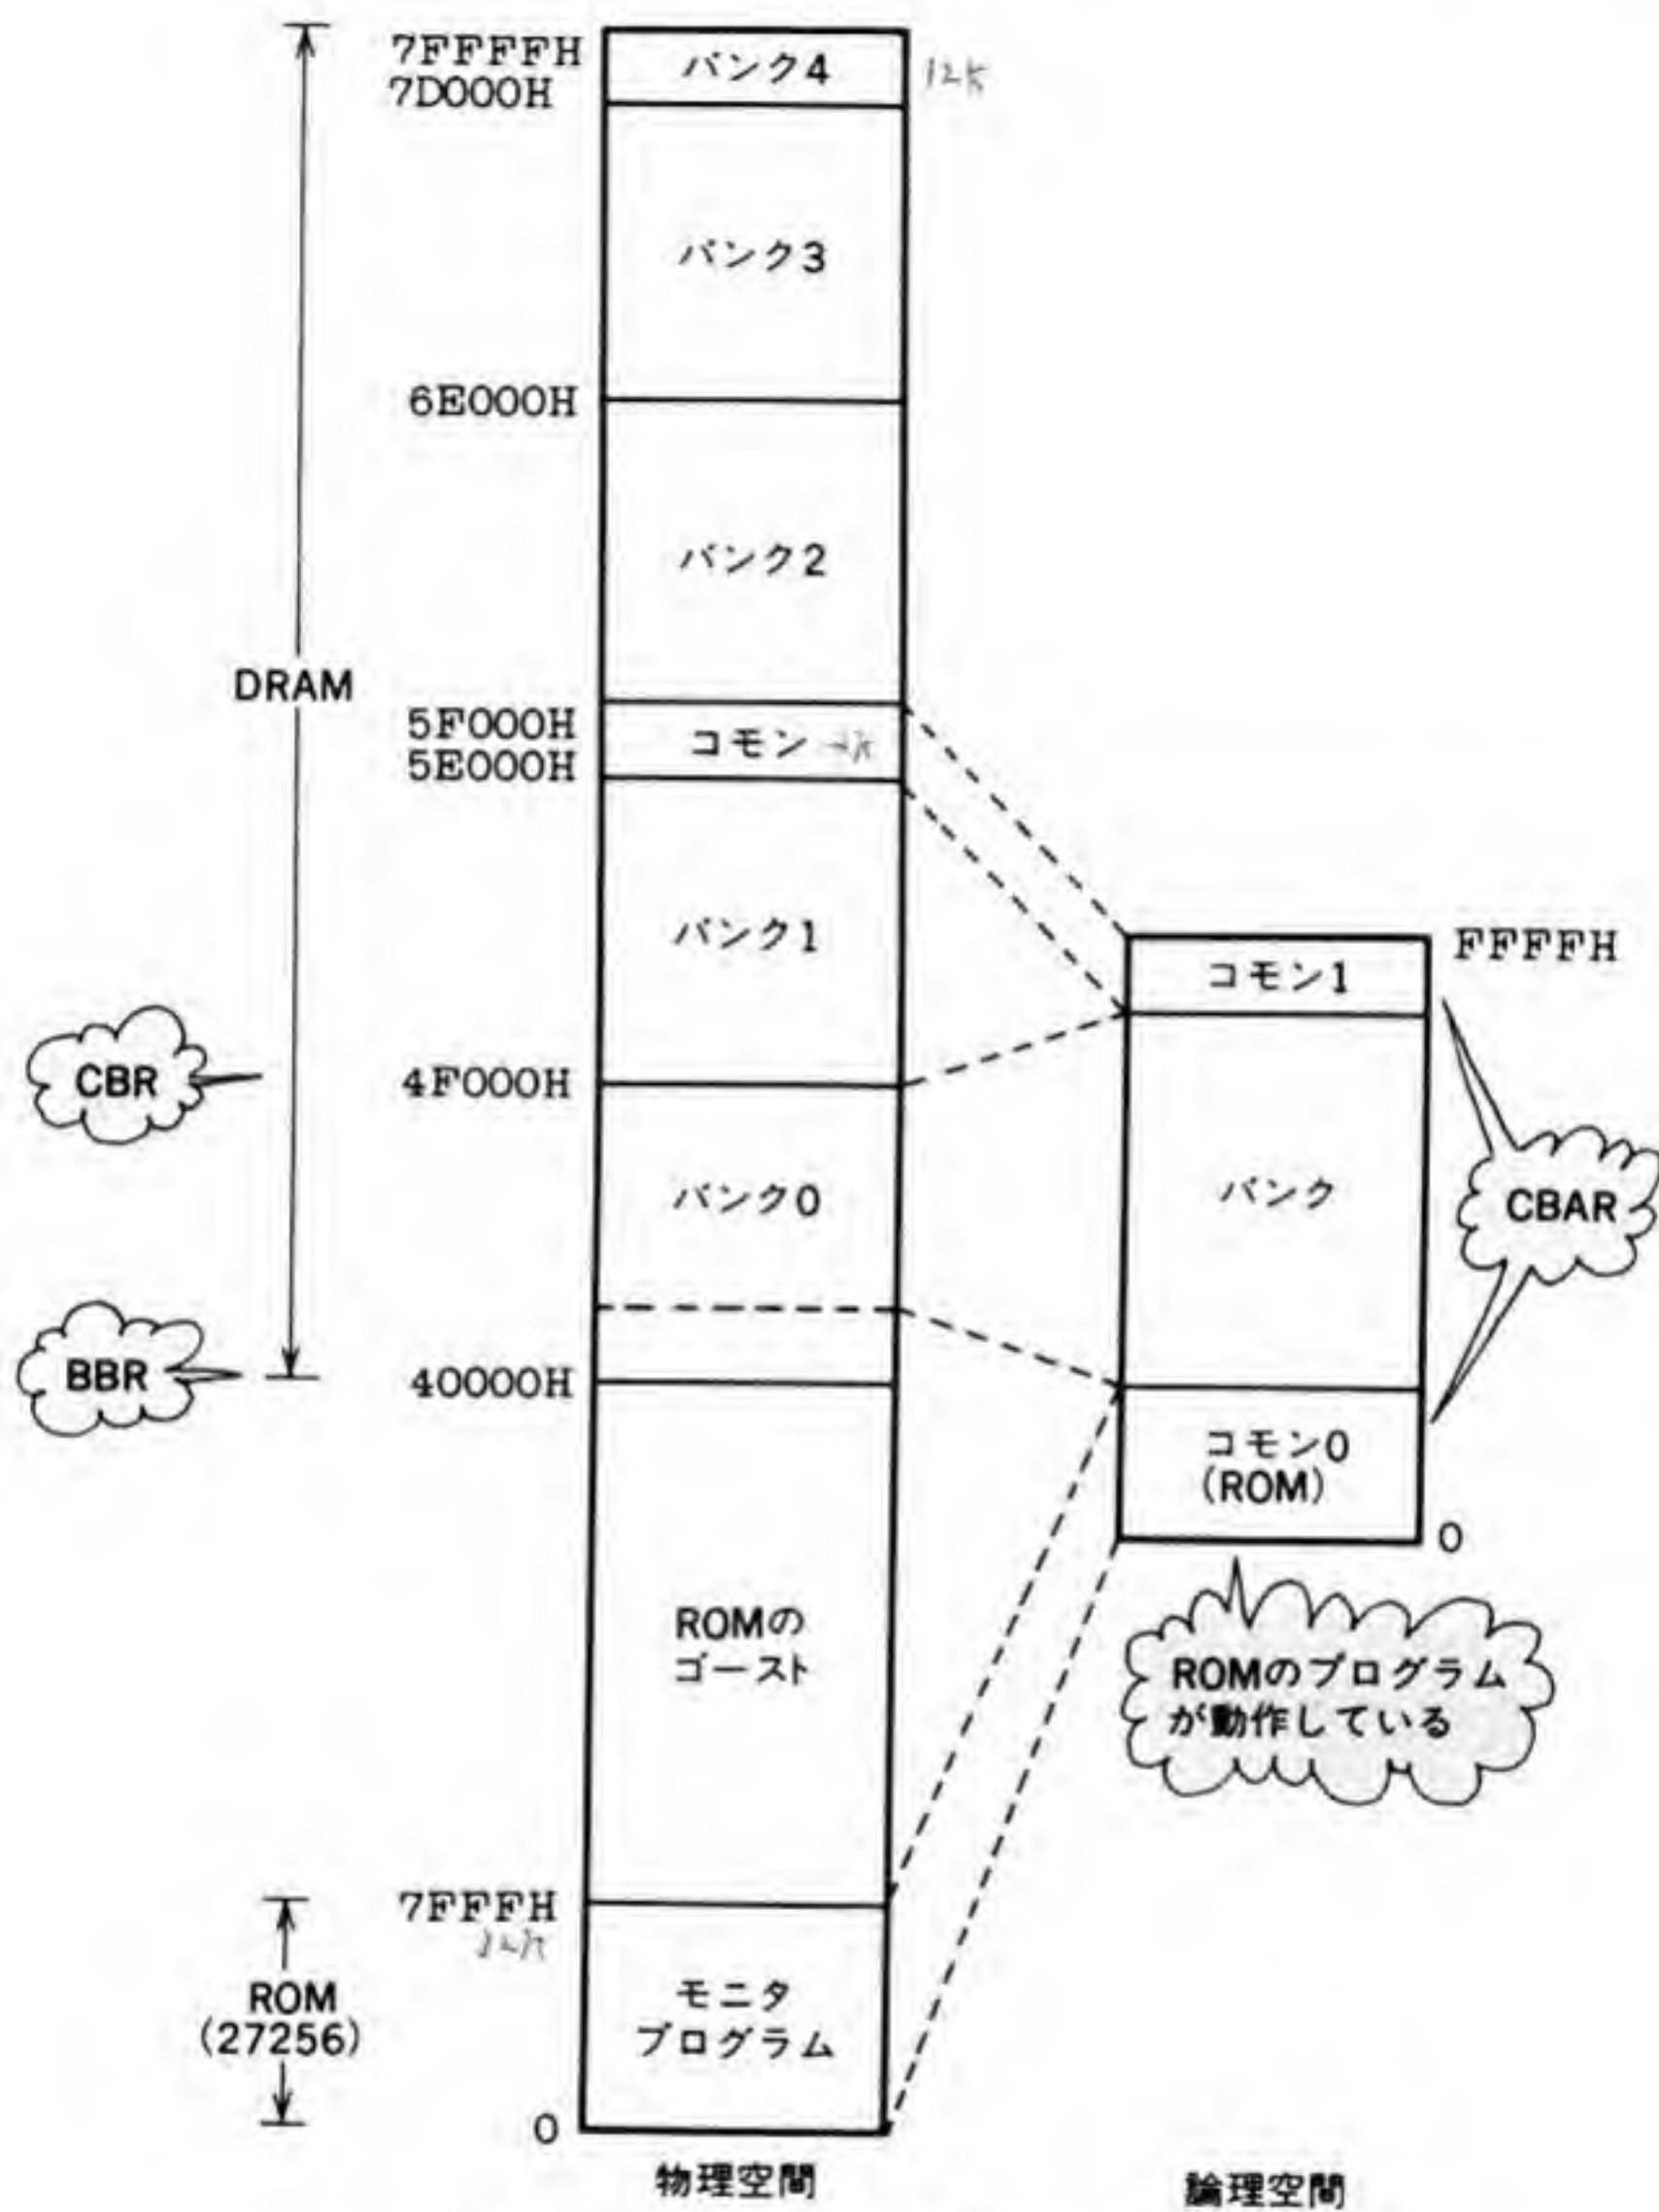 7FFFFH
7D000H
バンク4
12K
バンク3
6E000H
バンク2
DRAM
5F000H
5E000H
コモン
バンク1
FFFFH
コモン1
CBR
4F000H
バンク0
バンク
CBAR
BBR
40000H
コモン0
(ROM)
0
ROMの
ゴースト
ROMのプログラム
が動作している
7FFFH
ROM
(27256)
モニタ
プログラム
0
物理空間
論理空間